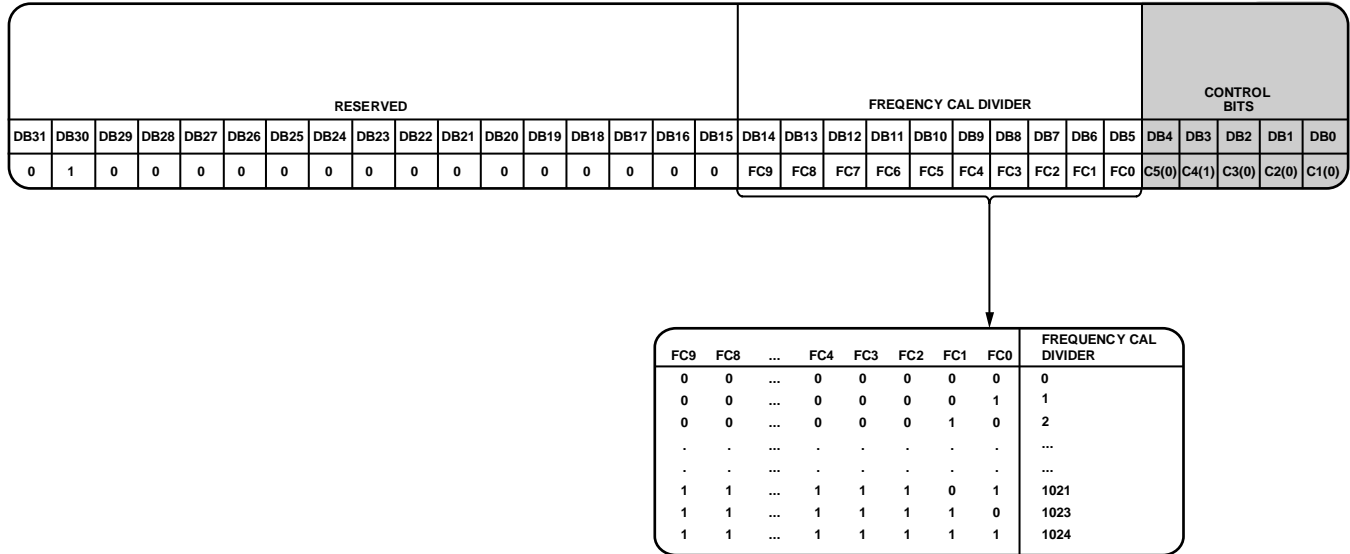 RESERVED FREQENCY CAL DIVIDER CONTROL BITS
DB31 DB30 DB29 DB28 DB27 DB26 DB25 DB24 DB23 DB22 DB21 DB20 DB19 DB18 DB17 DB16 DB15 DB14 DB13 DB12 DB11 DB10 DB9 DB8 DB7 DB6 DB5 DB4 DB3 DB2 DB1 DB0
0 1 0 0 0 0 0 0 0 0 0 0 0 0 0 0 0 FC9 FC8 FC7 FC6 FC5 FC4 FC3 FC2 FC1 FC0 C5(0) C4(1) C3(0) C2(0) C1(0)
FC9 FC8 ... FC4 FC3 FC2 FC1 FC0 FREQUENCY CAL DIVIDER
0 0 ... 0 0 0 0 0 0
0 0 ... 0 0 0 0 1 1
0 0 ... 0 0 0 1 0 2
. . ... . . . . . ...
. . ... . . . . . ...
1 1 ... 1 1 1 0 1 1021
1 1 ... 1 1 1 1 0 1023
1 1 ... 1 1 1 1 1 1024